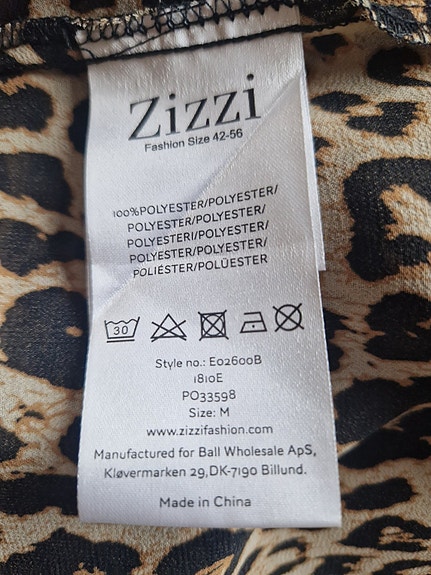 Zizzi
Fashion Size 42-56
100%POLYESTER/POLYESTER/
POLYESTER/POLYESTER/
POLYESTERI/POLYESTER/
POLYESTER/POLYESTER/
POLIÉSTER/POLÜESTER
30
Style no.: E02600B
1810E
PO33598
Size: M
www.zizzifashion.com
Manufactured for Ball Wholesale ApS,
Kløvermarken 29,DK-7190 Billund.
Made in China